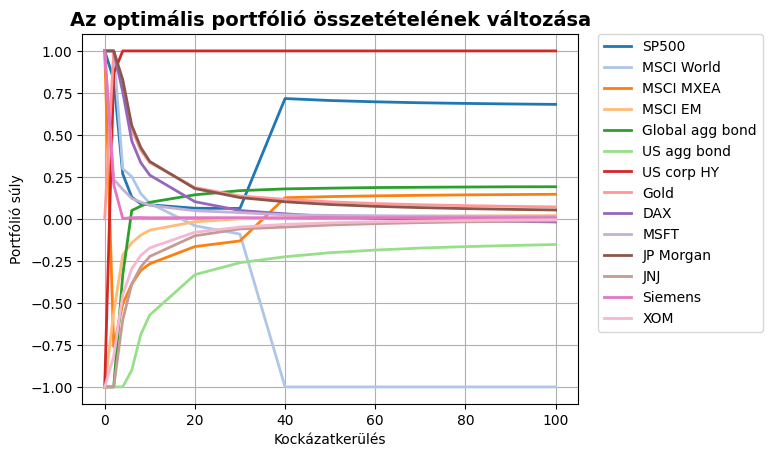 Az optimális portfólió összetételének változása
Portfólió súly
1.00
0.75
0.50
0.25
0.00
−0.25
−0.50
−0.75
−1.00
0
20
40
60
80
100
Kockázatkerülés
SP500
MSCI World
MSCI MXEA
MSCI EM
Global agg bond
US agg bond
US corp HY
Gold
DAX
MSFT
JP Morgan
JNJ
Siemens
XOM